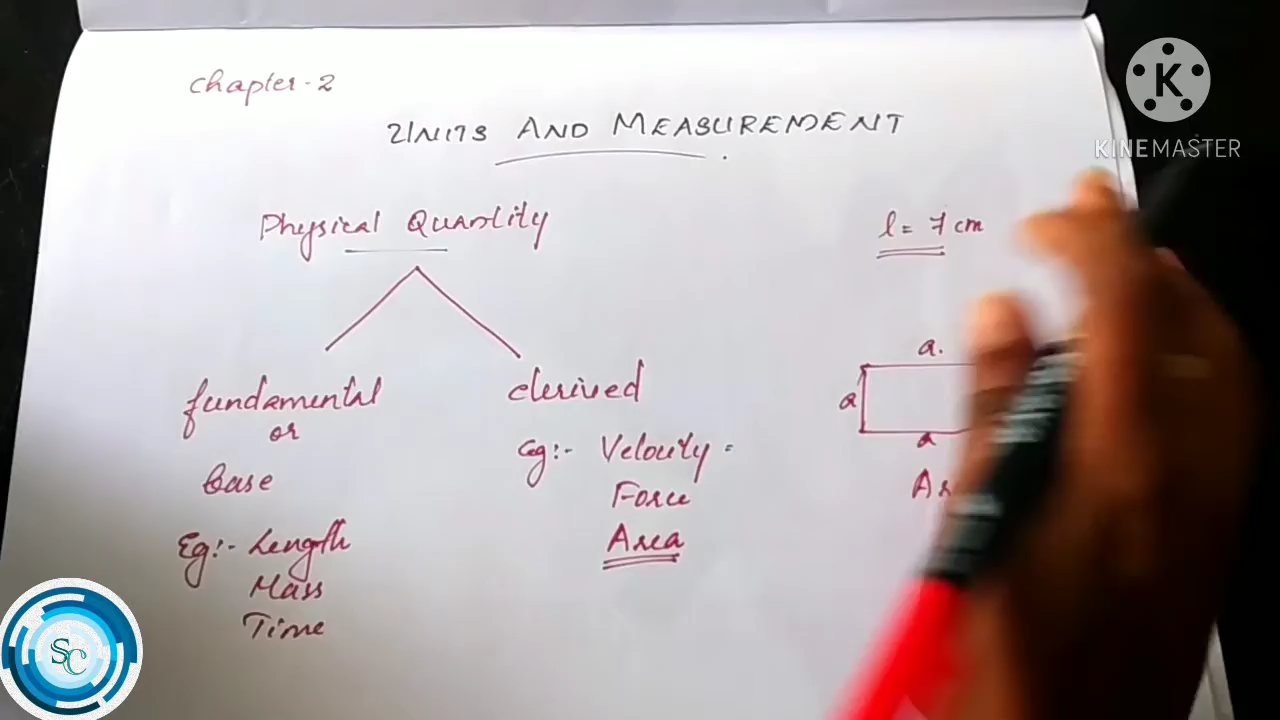 Chapter-2
UNITS AND MEASUREMENT
Physical Quantity
l = 7 cm
fundamental
or
base
Eg:- Length
Mass
Time
derived
eg:- Velocity =
Force
Area
a.
a
a
KINEMASTER
K
SC